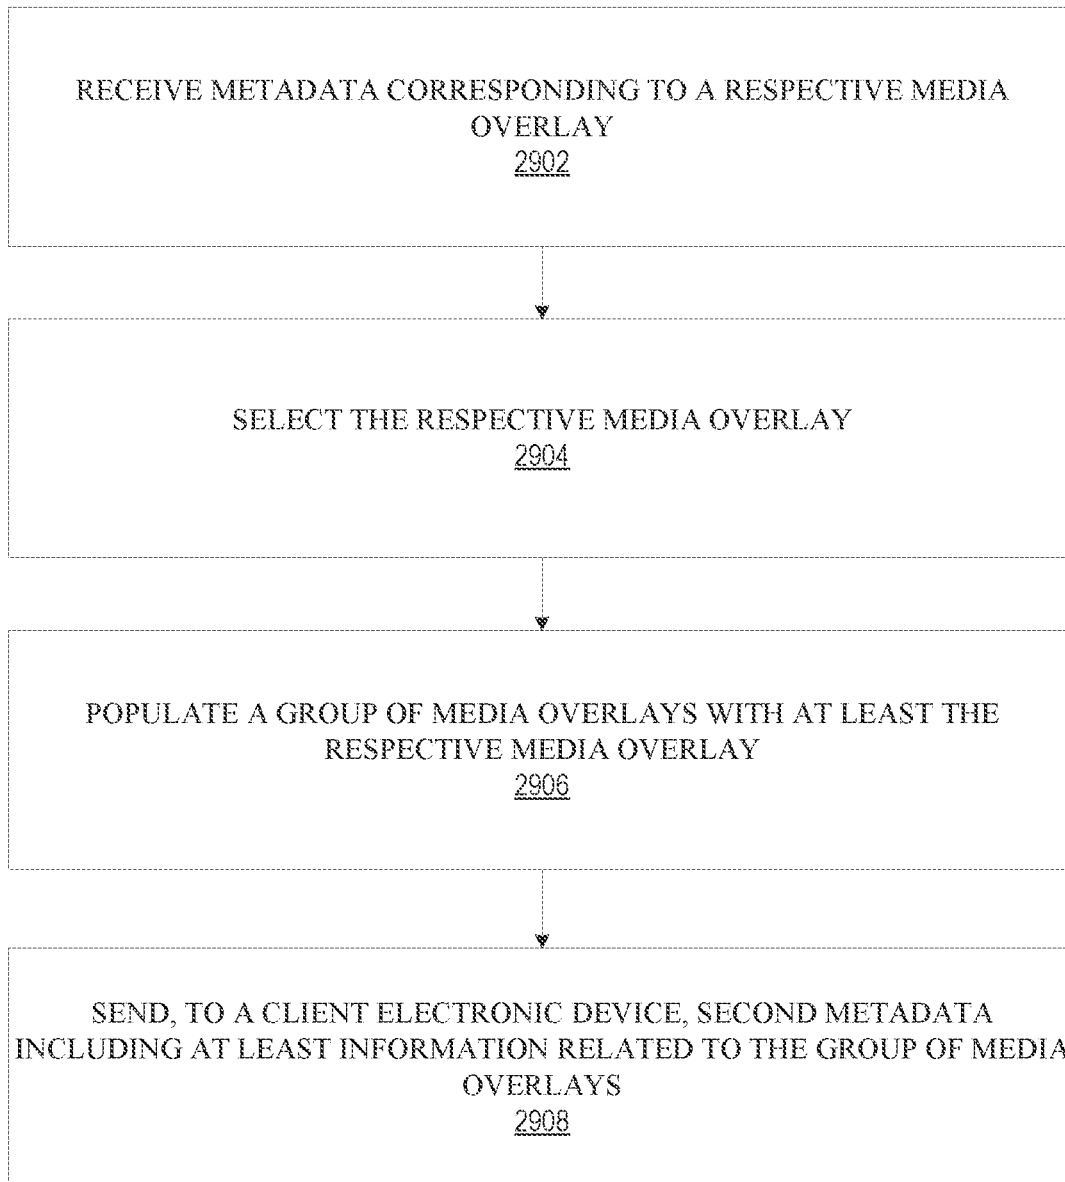 RECEIVE METADATA CORRESPONDING TO A RESPECTIVE MEDIA
OVERLAY
2902
SELECT THE RESPECTIVE MEDIA OVERLAY
2904
POPULATE A GROUP OF MEDIA OVERLAYS WITH AT LEAST THE
RESPECTIVE MEDIA OVERLAY
2906
SEND, TO A CLIENT ELECTRONIC DEVICE, SECOND METADATA
INCLUDING AT LEAST INFORMATION RELATED TO THE GROUP OF MEDIA
OVERLAYS
2908